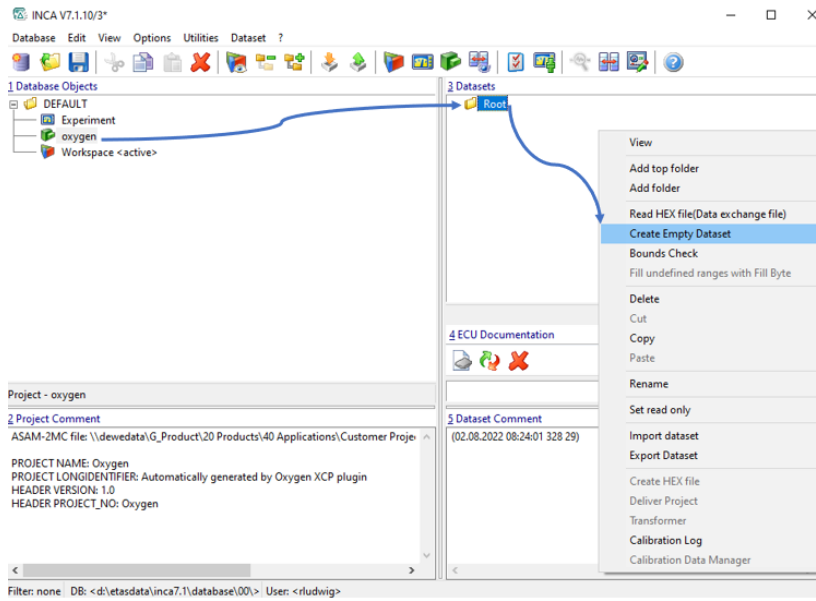 INCA V7.1.10/3*
Database Edit View Options Utilities Dataset ?
1 Database Objects
DEFAULT
Experiment
oxygen
Workspace <active>
Project - oxygen
2 Project Comment
ASAM-2MC file: \\dewedata\G_Product\20 Products\40 Applications\Customer Proje
PROJECT NAME: Oxygen
PROJECT LONGIDENTIFIER: Automatically generated by Oxygen XCP plugin
HEADER VERSION: 1.0
HEADER PROJECT_NO: Oxygen
3 Datasets
Root
4 ECU Documentation
5 Dataset Comment
(02.08.2022 08:24:01 328 29)
View
Add top folder
Add folder
Read HEX file(Data exchange file)
Create Empty Dataset
Bounds Check
Fill undefined ranges with Fill Byte
Delete
Cut
Copy
Paste
Rename
Set read only
Import dataset
Export Dataset
Create HEX file
Deliver Project
Transformer
Calibration Log
Calibration Data Manager
Filter: none DB: <d:\etasdata\inca7.1\database\00\> User: <rludwig>